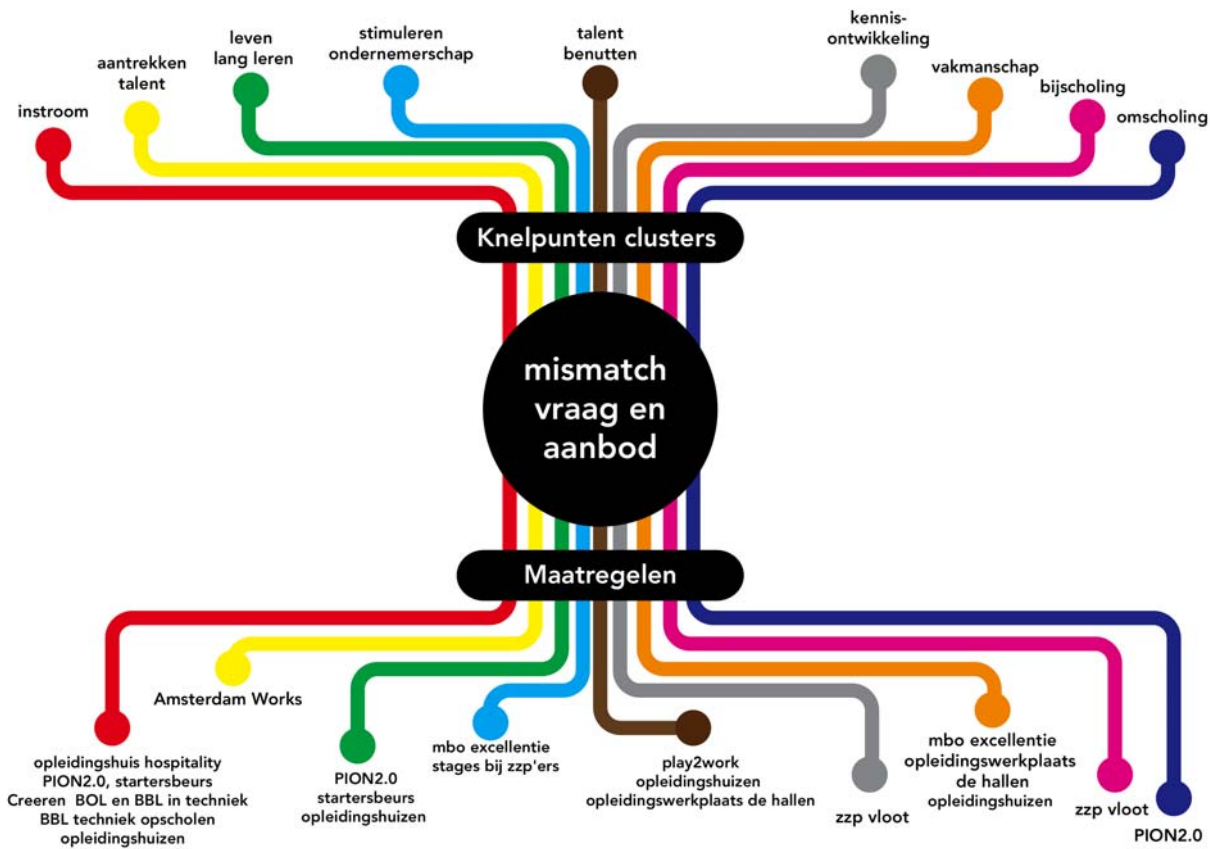 instroom
aantrekken
talent
leven
lang leren
stimuleren
ondernemerschap
talent
benutten
kennis-
ontwikkeling
vakmanschap
bijscholing
omscholing
Knelpunten clusters
mismatch
vraag en
aanbod
Maatregelen
opleidingshuis hospitality
PION2.0, startersbeurs
Creeren BOL en BBL in techniek
BBL techniek opscholen
opleidingshuizen
Amsterdam Works
PION2.0
startersbeurs
opleidingshuizen
mbo excellentie
stages bij zzp'ers
play2work
opleidingshuizen
opleidingswerkplaats de hallen
zzp vloot
mbo excellentie
opleidingswerkplaats
de hallen
opleidingshuizen
zzp vloot
PION2.0